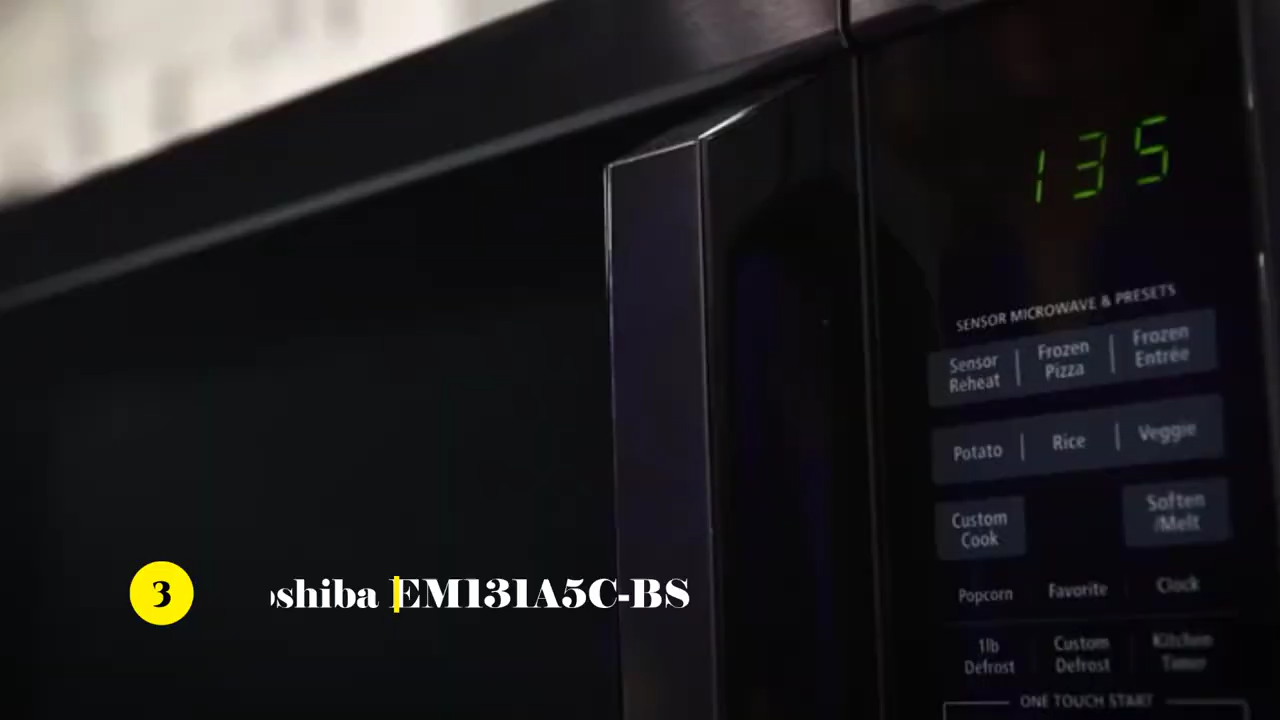 135
SENSOR MICROWAVE & PRESETS
Sensor Reheat
Frozen Pizza
Frozen Entrée
Potato
Rice
Veggie
Custom Cook
Soften /Melt
Popcorn
Favorite
Clock
1lb Defrost
Custom Defrost
Kitchen Timer
ONE TOUCH START
3
oshiba EM131A5C-BS